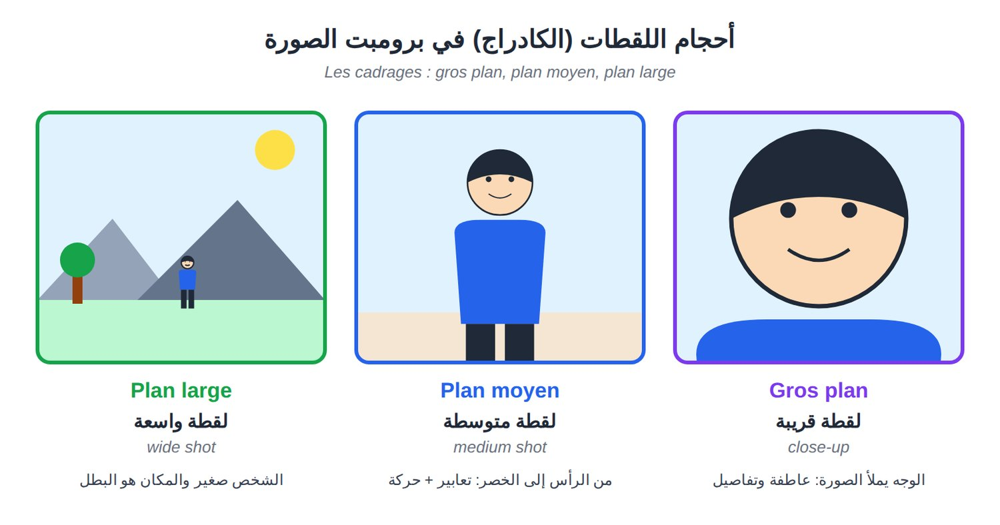 أحجام اللقطات (الكادراج) في برومبت الصورة
Les cadrages : gros plan, plan moyen, plan large
Plan large
لقطة واسعة
wide shot
الشخص صغير والمكان هو البطل
Plan moyen
لقطة متوسطة
medium shot
من الرأس إلى الخصر: تعابير + حركة
Gros plan
لقطة قريبة
close-up
الوجه يملأ الصورة: عاطفة وتفاصيل